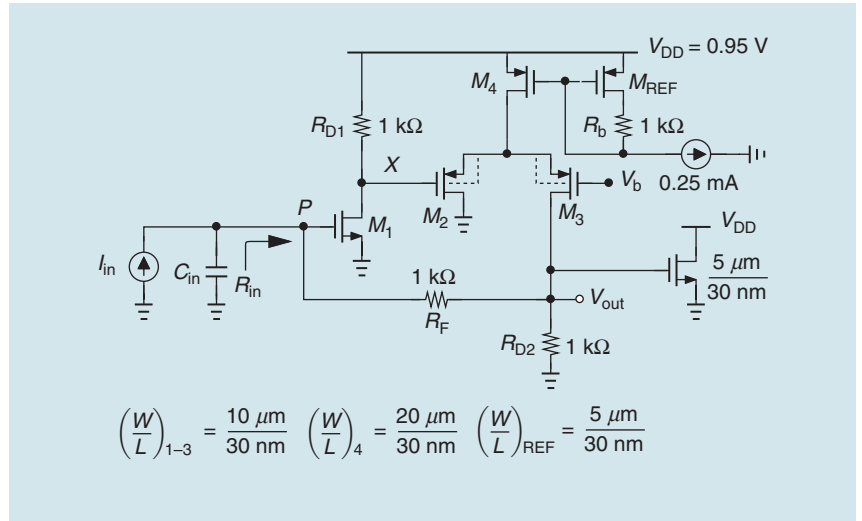 V_DD = 0.95 V
M_4
M_REF
R_D1
1 kΩ
R_b
1 kΩ
X
V_b
0.25 mA
M_2
M_3
P
M_1
V_DD
I_in
C_in
R_in
1 kΩ
R_F
V_out
5 μm
30 nm
R_D2
1 kΩ
(W/L)_1–3 = 10 μm/30 nm (W/L)_4 = 20 μm/30 nm (W/L)_REF = 5 μm/30 nm